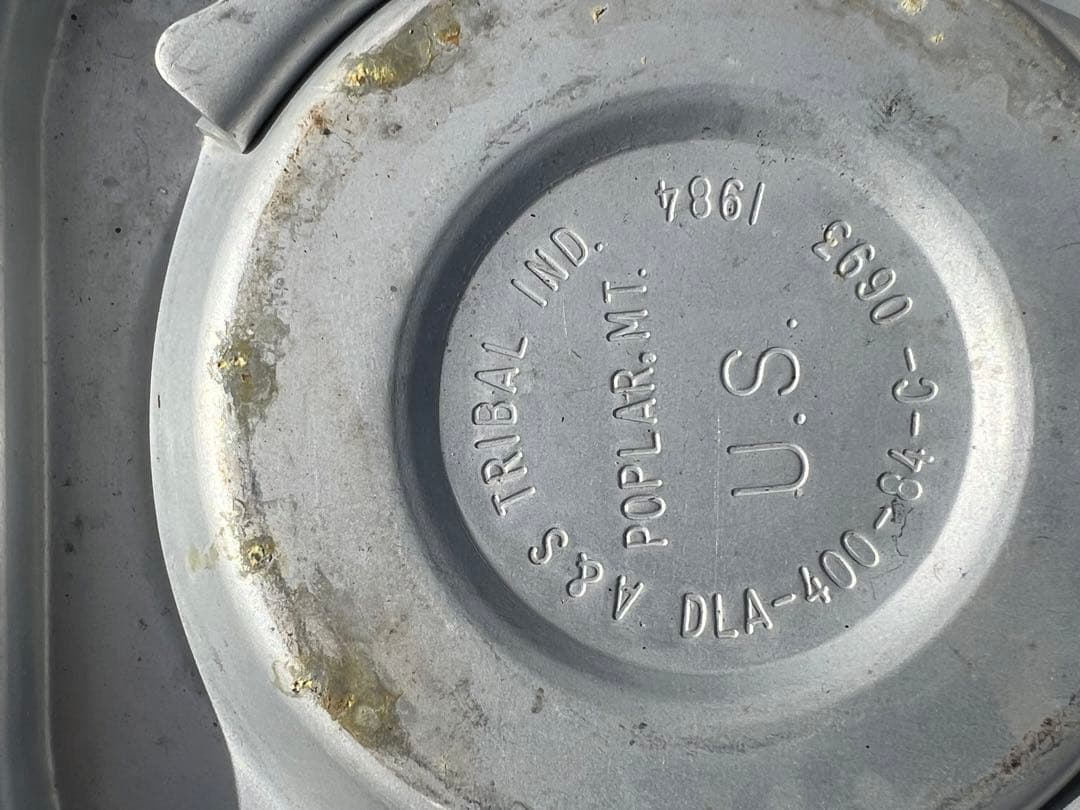 A & S TRIBAL IND.
1984
POPLAR, MT.
U.S.
DLA-400-84-C-0693